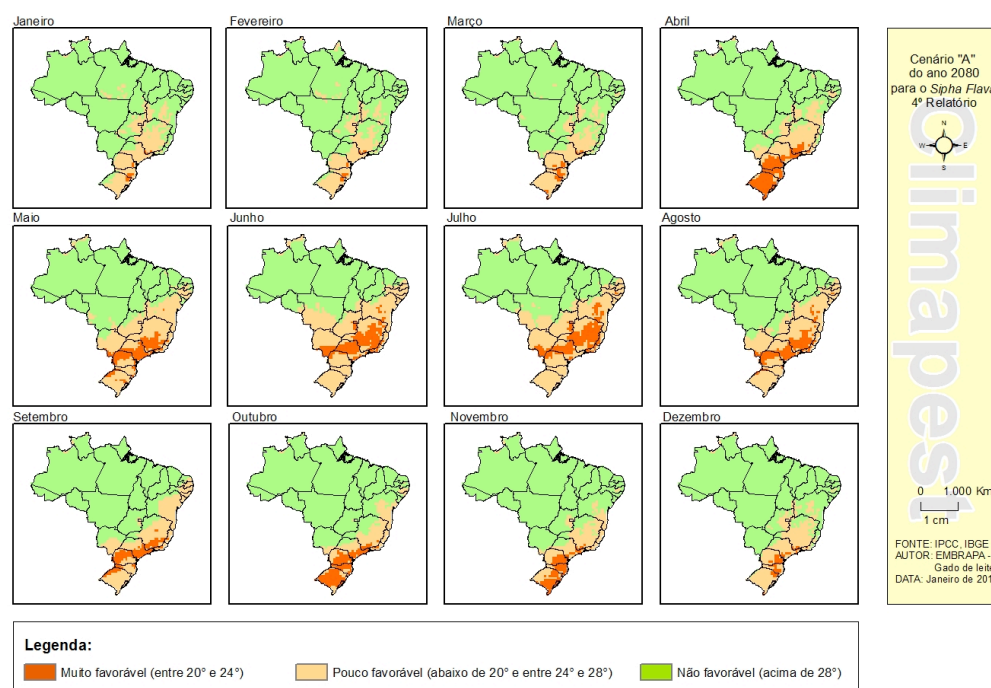 Janeiro
Fevereiro
Março
Abril
Maio
Junho
Julho
Agosto
Setembro
Outubro
Novembro
Dezembro
Cenário "A"
do ano 2080
para o Sipha Flava
4º Relatório
N
W
E
S
Climapest
0 1.000 Km
1 cm
FONTE: IPCC, IBGE
AUTOR: EMBRAPA -
Gado de leite
DATA: Janeiro de 201
Legenda:
Muito favorável (entre 20° e 24°)
Pouco favorável (abaixo de 20° e entre 24° e 28°)
Não favorável (acima de 28°)